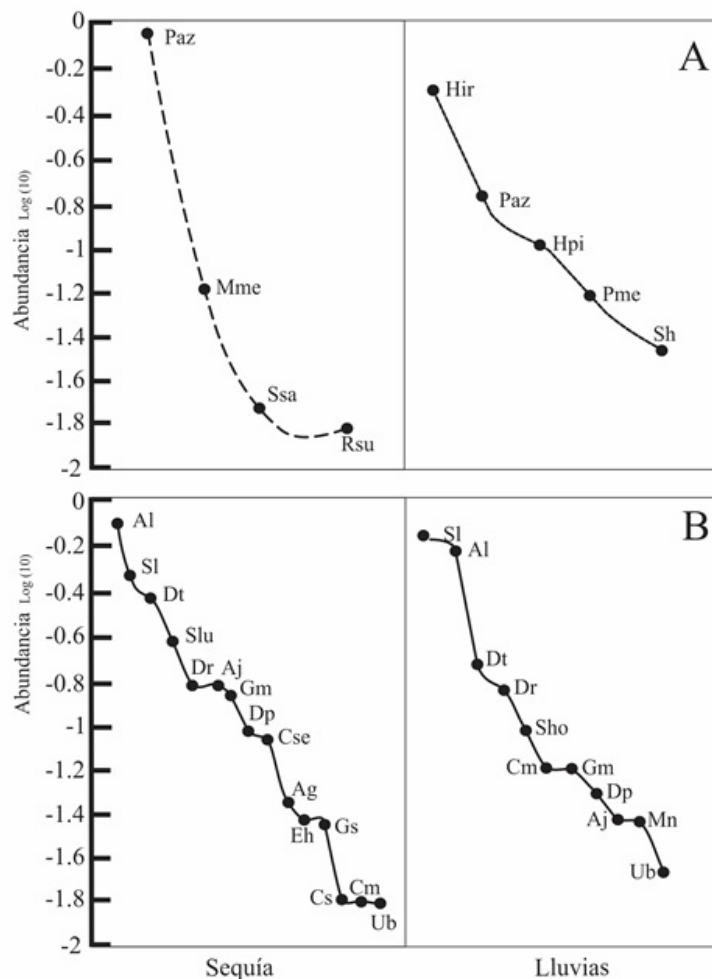 0
-0.2
-0.4
-0.6
-0.8
-1
-1.2
-1.4
-1.6
-1.8
-2
Abundancia Log (10)
Paz
Mme
Ssa
Rsu
A
Hir
Paz
Hpi
Pme
Sh
0
-0.2
-0.4
-0.6
-0.8
-1
-1.2
-1.4
-1.6
-1.8
-2
Abundancia Log (10)
Al
Sl
Dt
Slu
Dr Aj
Gm
Dp
Cse
Ag
Eh Gs
Cs Cm
Ub
B
Sl
Al
Dt
Dr
Sho
Cm Gm
Dp
Aj Mn
Ub
Sequía Lluvias